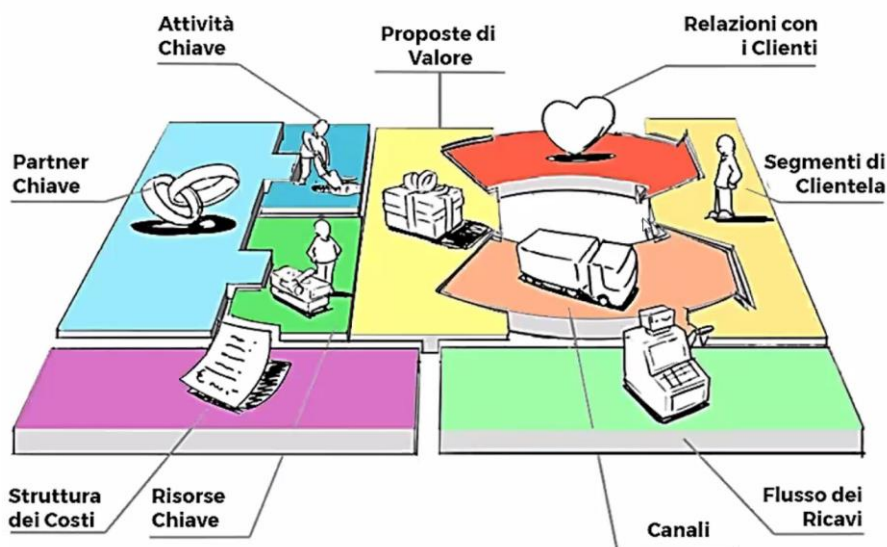 Attività
Chiave
Proposte di
Valore
Relazioni con
i Clienti
Partner
Chiave
Segmenti di
Clientela
Struttura
dei Costi
Risorse
Chiave
Canali
Flusso dei
Ricavi